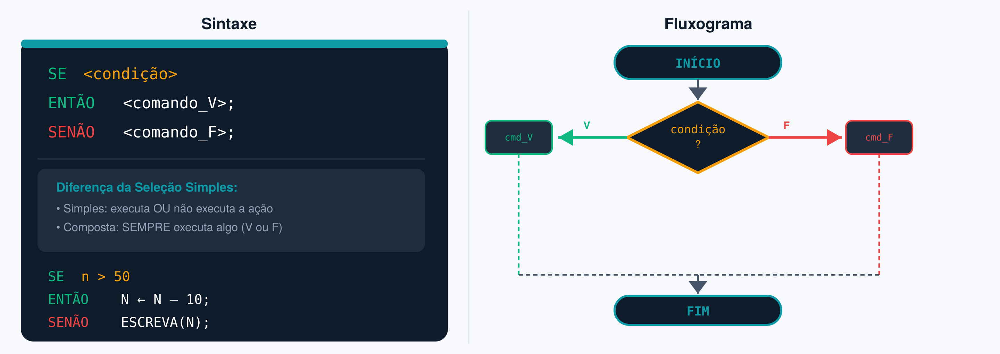 Sintaxe
SE <condição>
ENTÃO <comando_V>;
SENÃO <comando_F>;
Diferença da Seleção Simples:
• Simples: executa OU não executa a ação
• Composta: SEMPRE executa algo (V ou F)
SE n > 50
ENTÃO N ← N – 10;
SENÃO ESCREVA(N);
Fluxograma
INÍCIO
V
F
cmd_V
condição
?
cmd_F
FIM